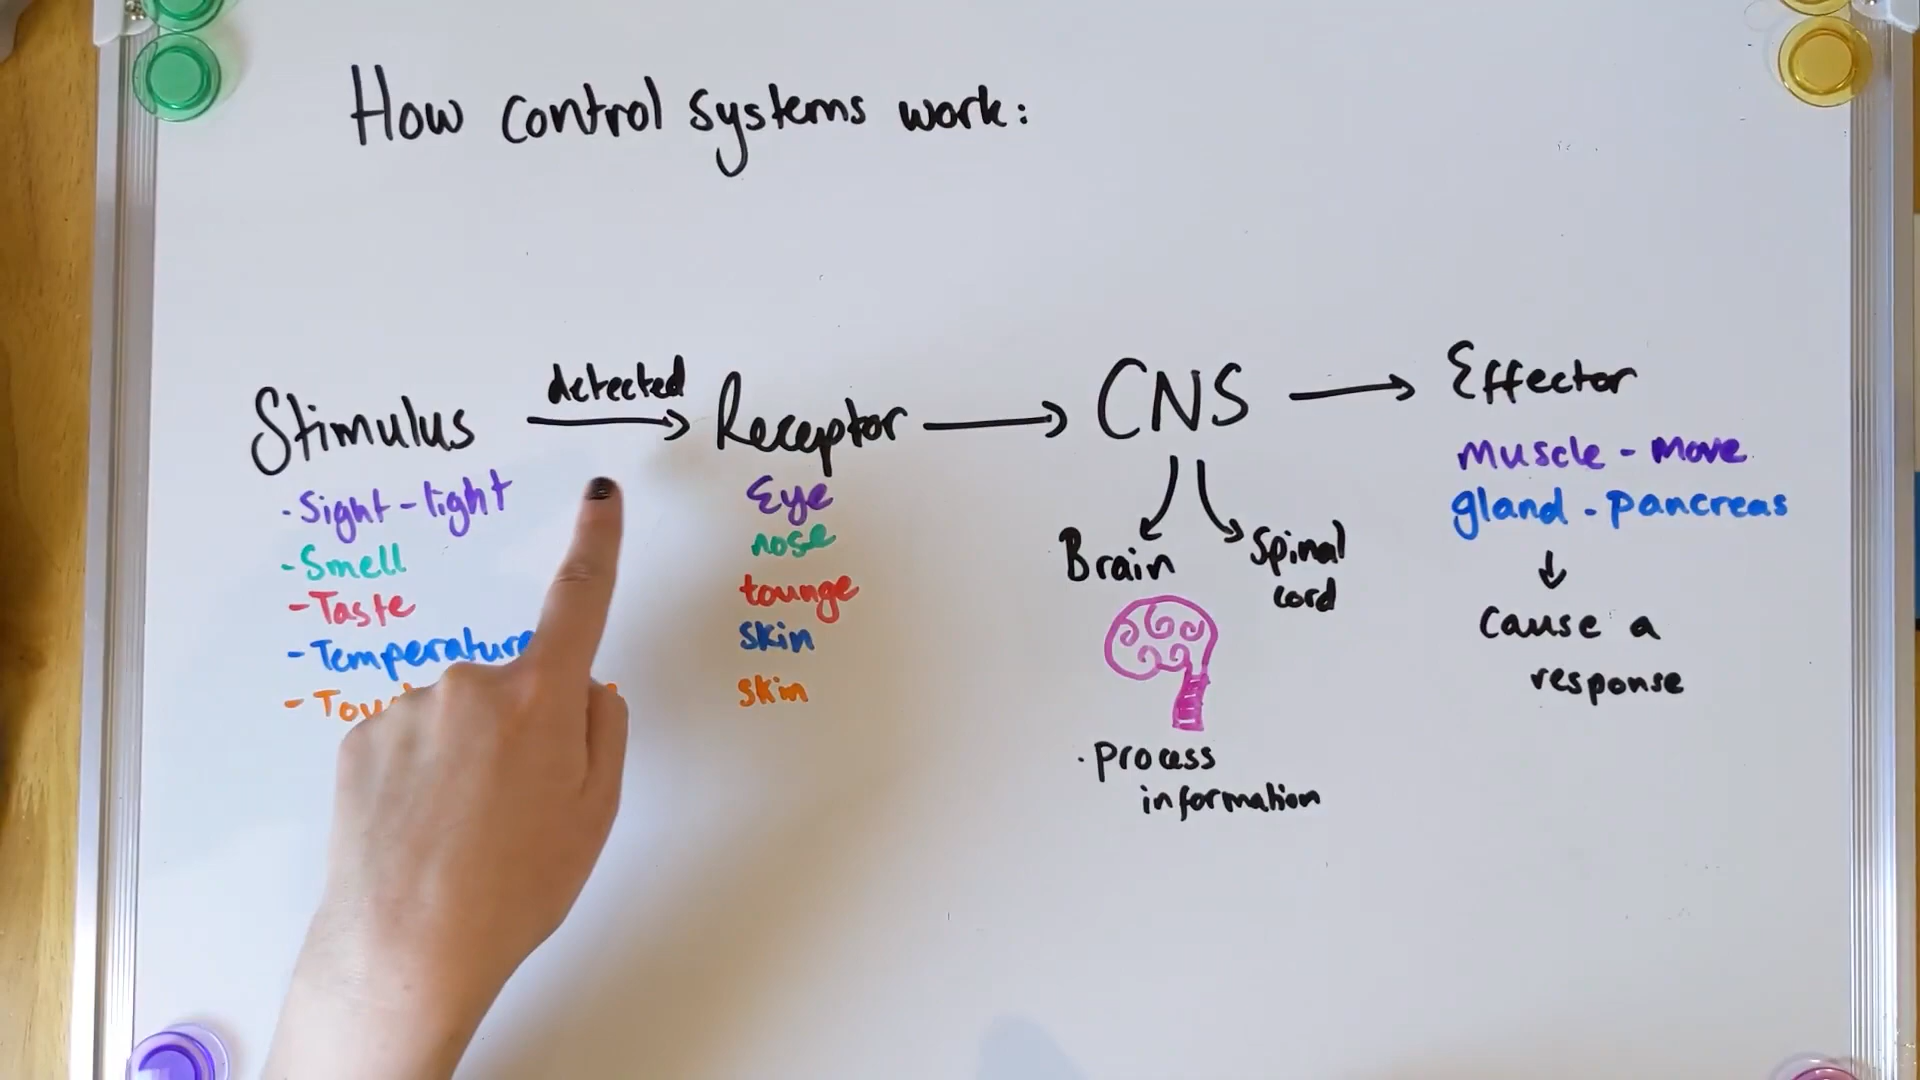 How control systems work:
detected
Stimulus → Receptor → CNS → Effector
- Sight - light
- Smell
- Taste
- Temperature
Eye
nose
tounge
skin
skin
Brain
Spinal
cord
· Process
information
Muscle - Move
gland - pancreas
↓
Cause a
response